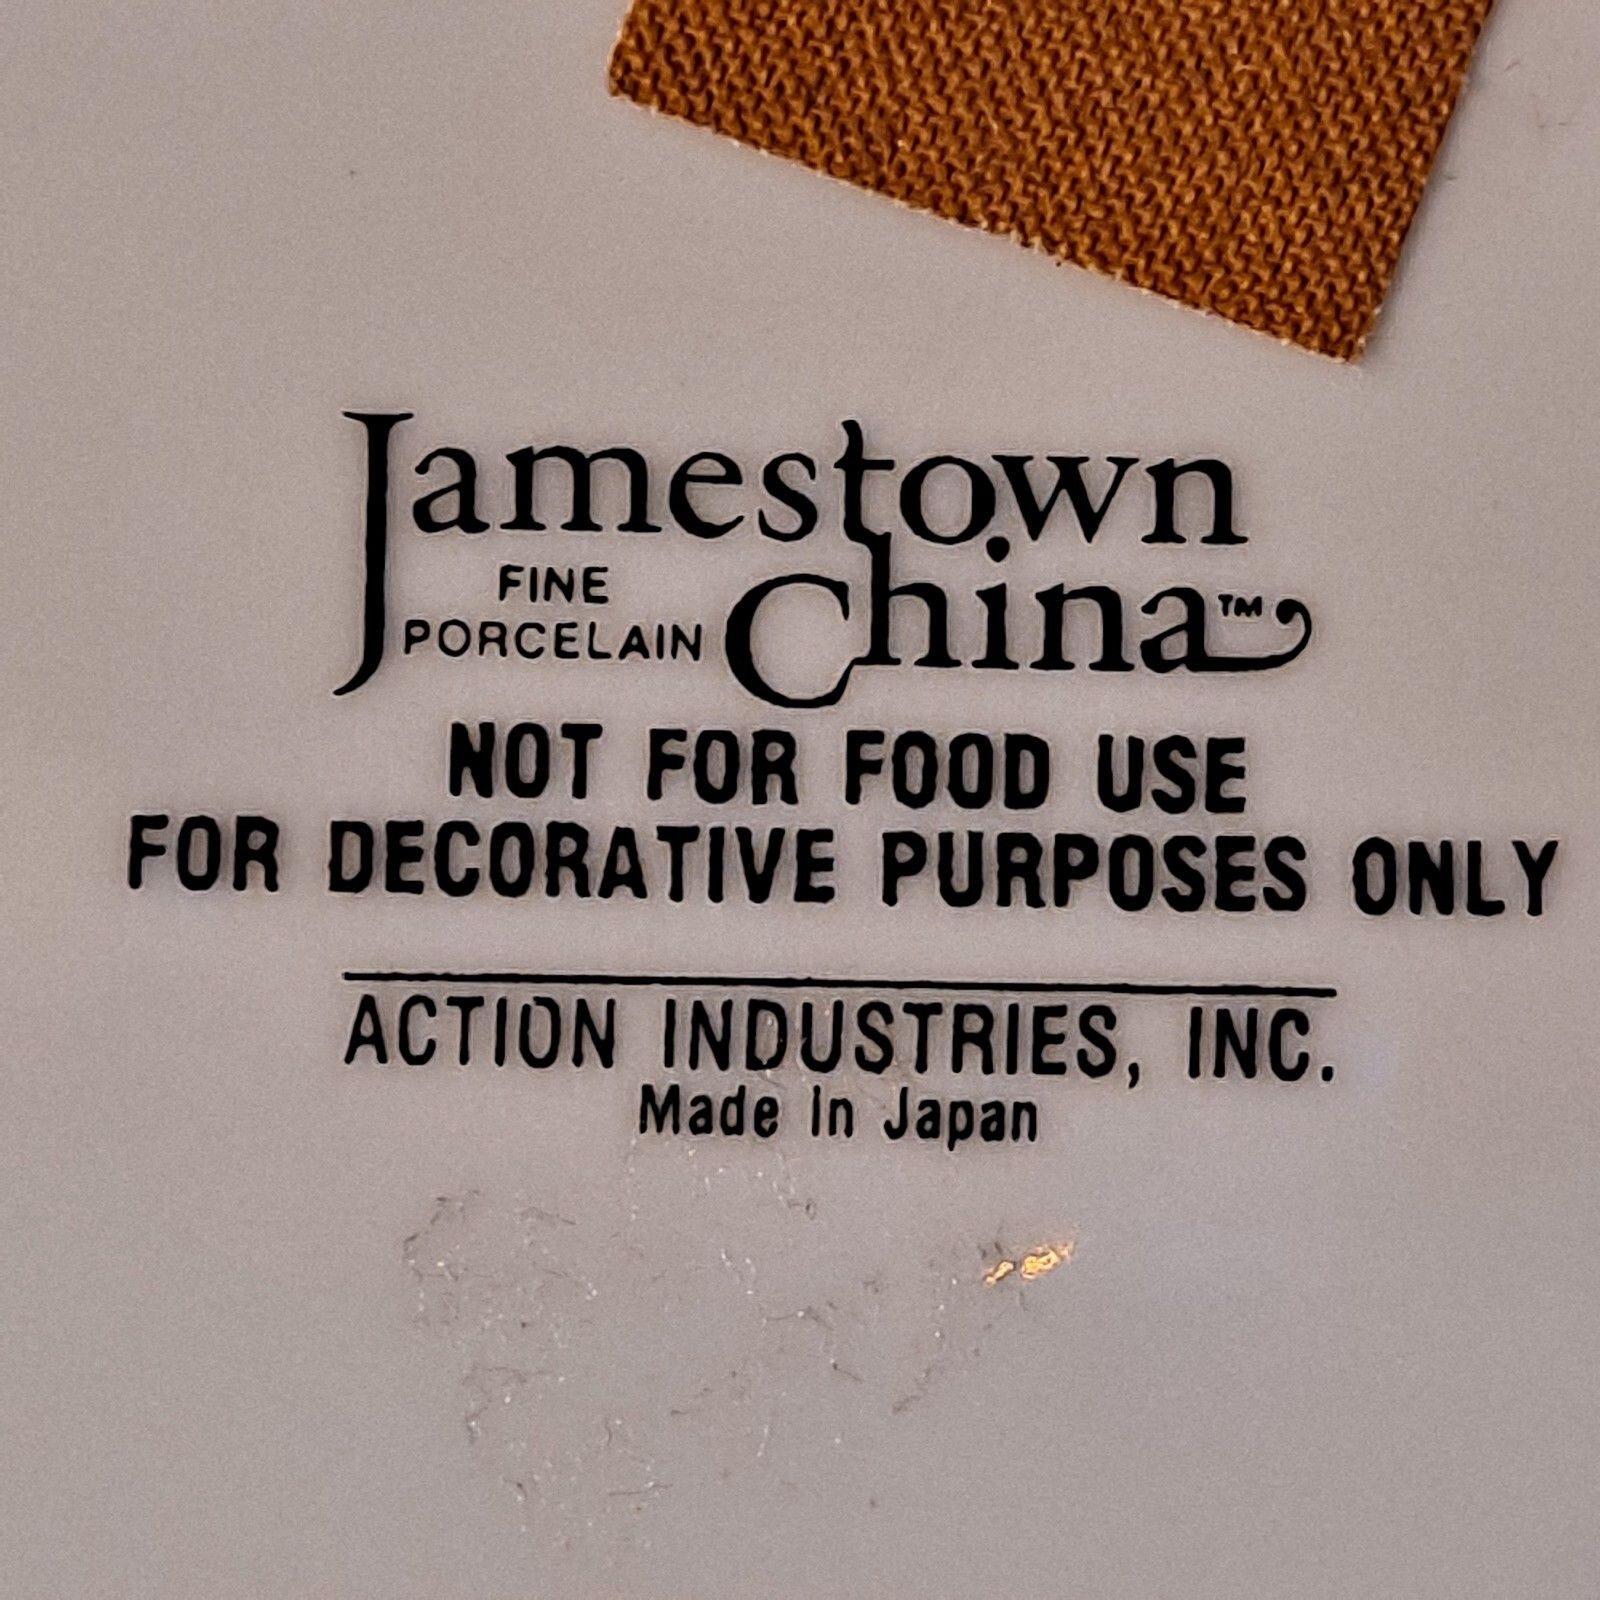 Jamestown
FINE
PORCELAIN
China™
NOT FOR FOOD USE
FOR DECORATIVE PURPOSES ONLY
ACTION INDUSTRIES, INC.
Made in Japan